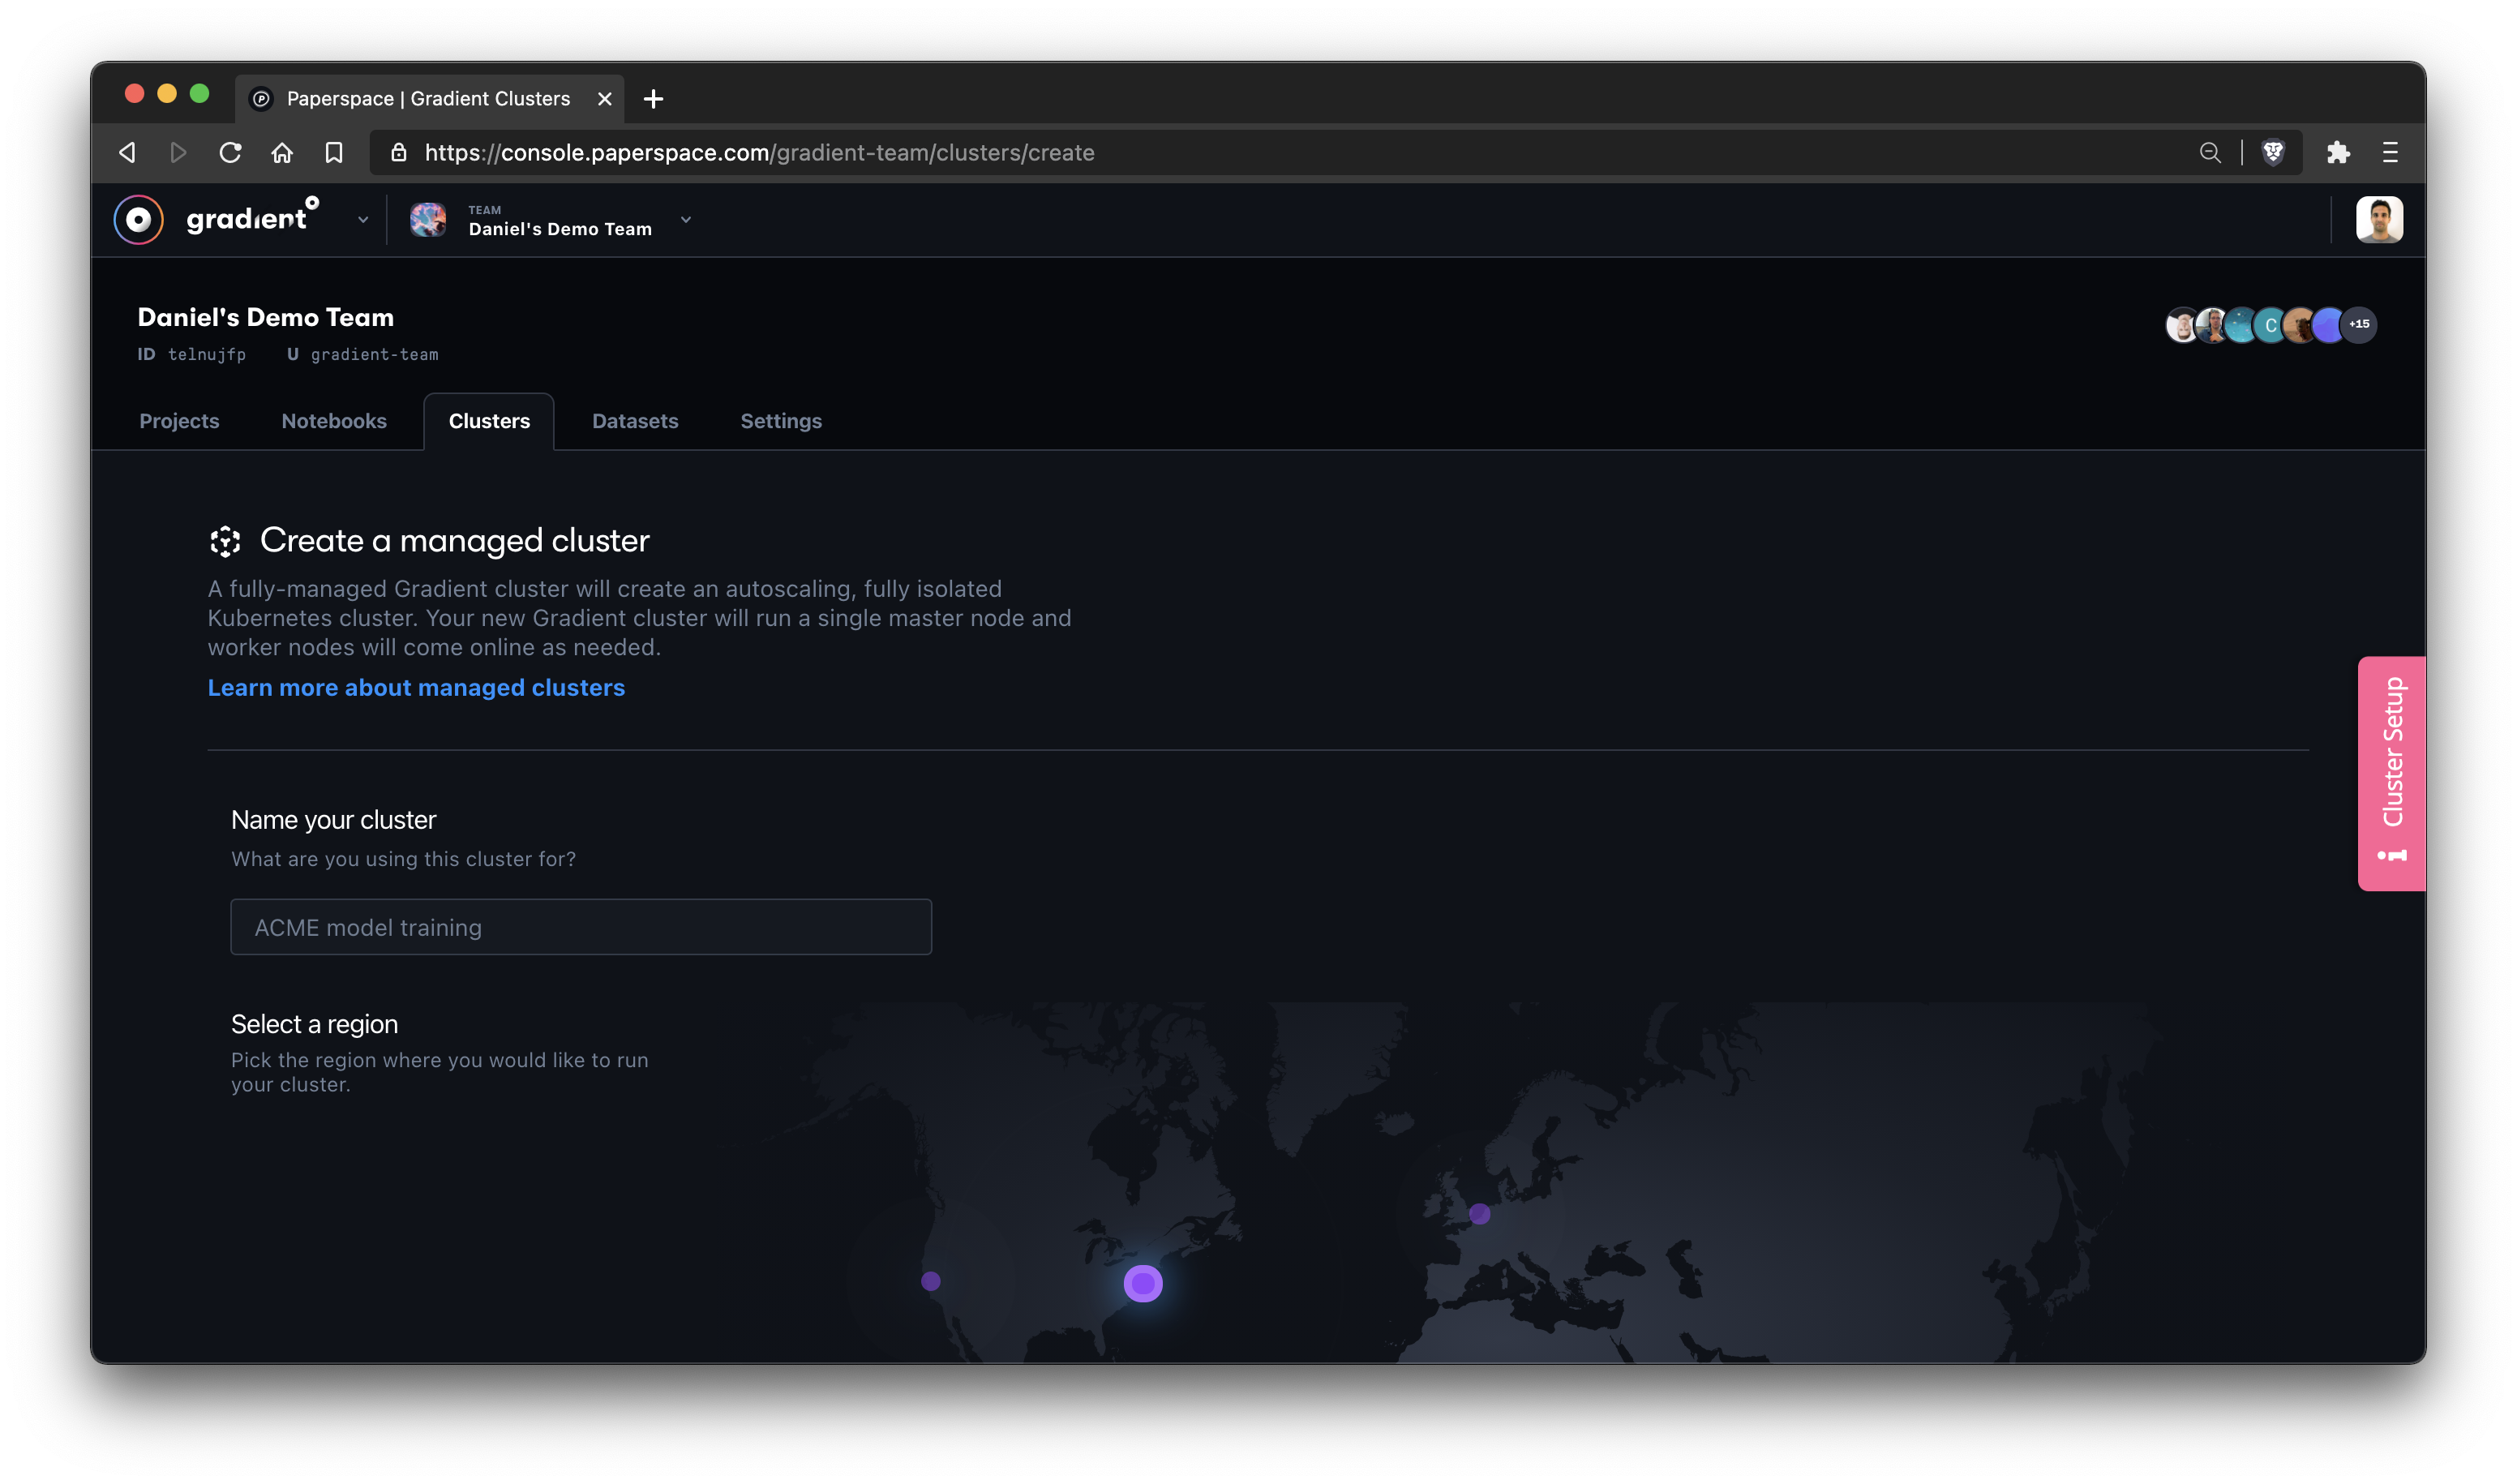 Paperspace | Gradient Clusters
https://console.paperspace.com/gradient-team/clusters/create
gradient
TEAM
Daniel's Demo Team
Daniel's Demo Team
ID telnujfp U gradient-team
C +15
Projects Notebooks Clusters Datasets Settings
Create a managed cluster
A fully-managed Gradient cluster will create an autoscaling, fully isolated
Kubernetes cluster. Your new Gradient cluster will run a single master node and
worker nodes will come online as needed.
Learn more about managed clusters
Cluster Setup
Name your cluster
What are you using this cluster for?
ACME model training
Select a region
Pick the region where you would like to run
your cluster.